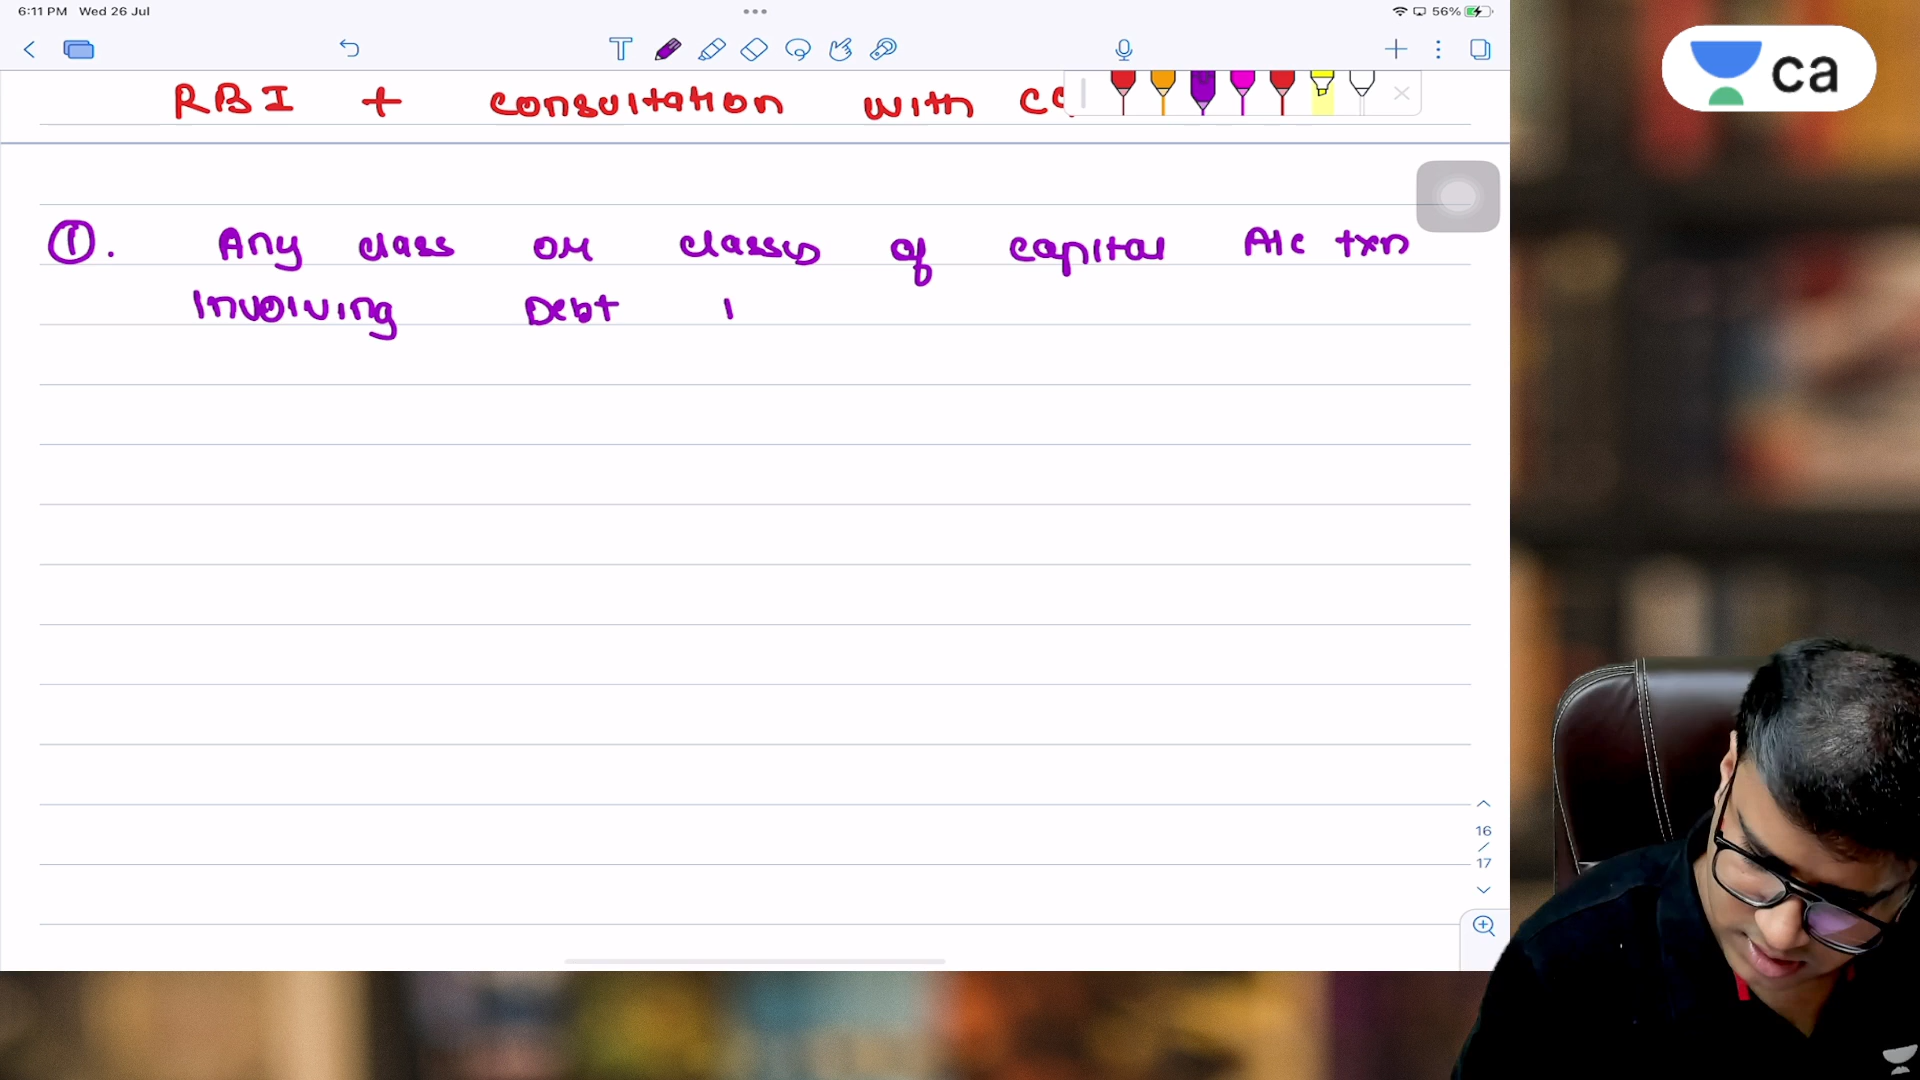 6:11 PM Wed 26 Jul
56%
RBI + consultation with
ca
①. Any class or classes of capital A/c txn
Involving Debt I
16
/
17